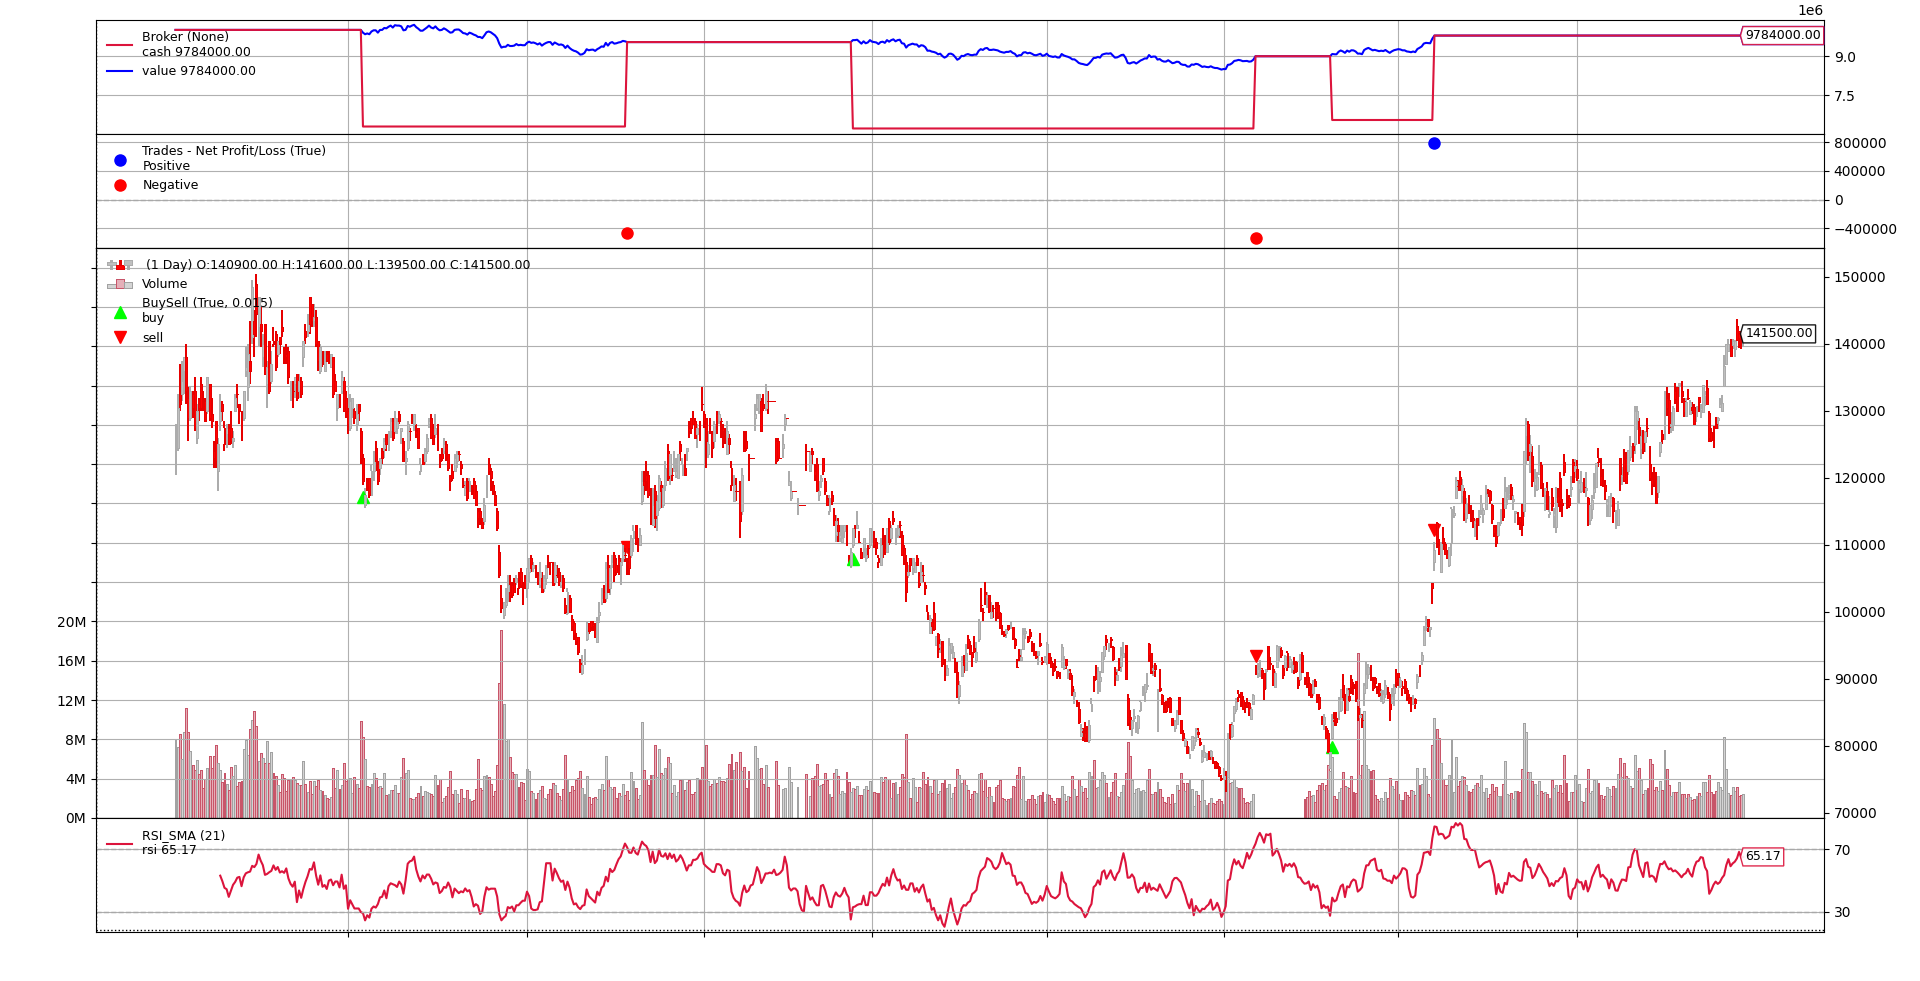 1e6
Broker (None)
cash 9784000.00
value 9784000.00
9784000.00
9.0
7.5
Trades - Net Profit/Loss (True)
Positive
Negative
800000
400000
0
−400000
(1 Day) O:140900.00 H:141600.00 L:139500.00 C:141500.00
Volume
BuySell (True, 0.015)
buy
sell
150000
141500.00
140000
130000
120000
110000
100000
90000
80000
70000
20M
16M
12M
8M
4M
0M
RSI_SMA (21)
rsi 65.17
70
65.17
30